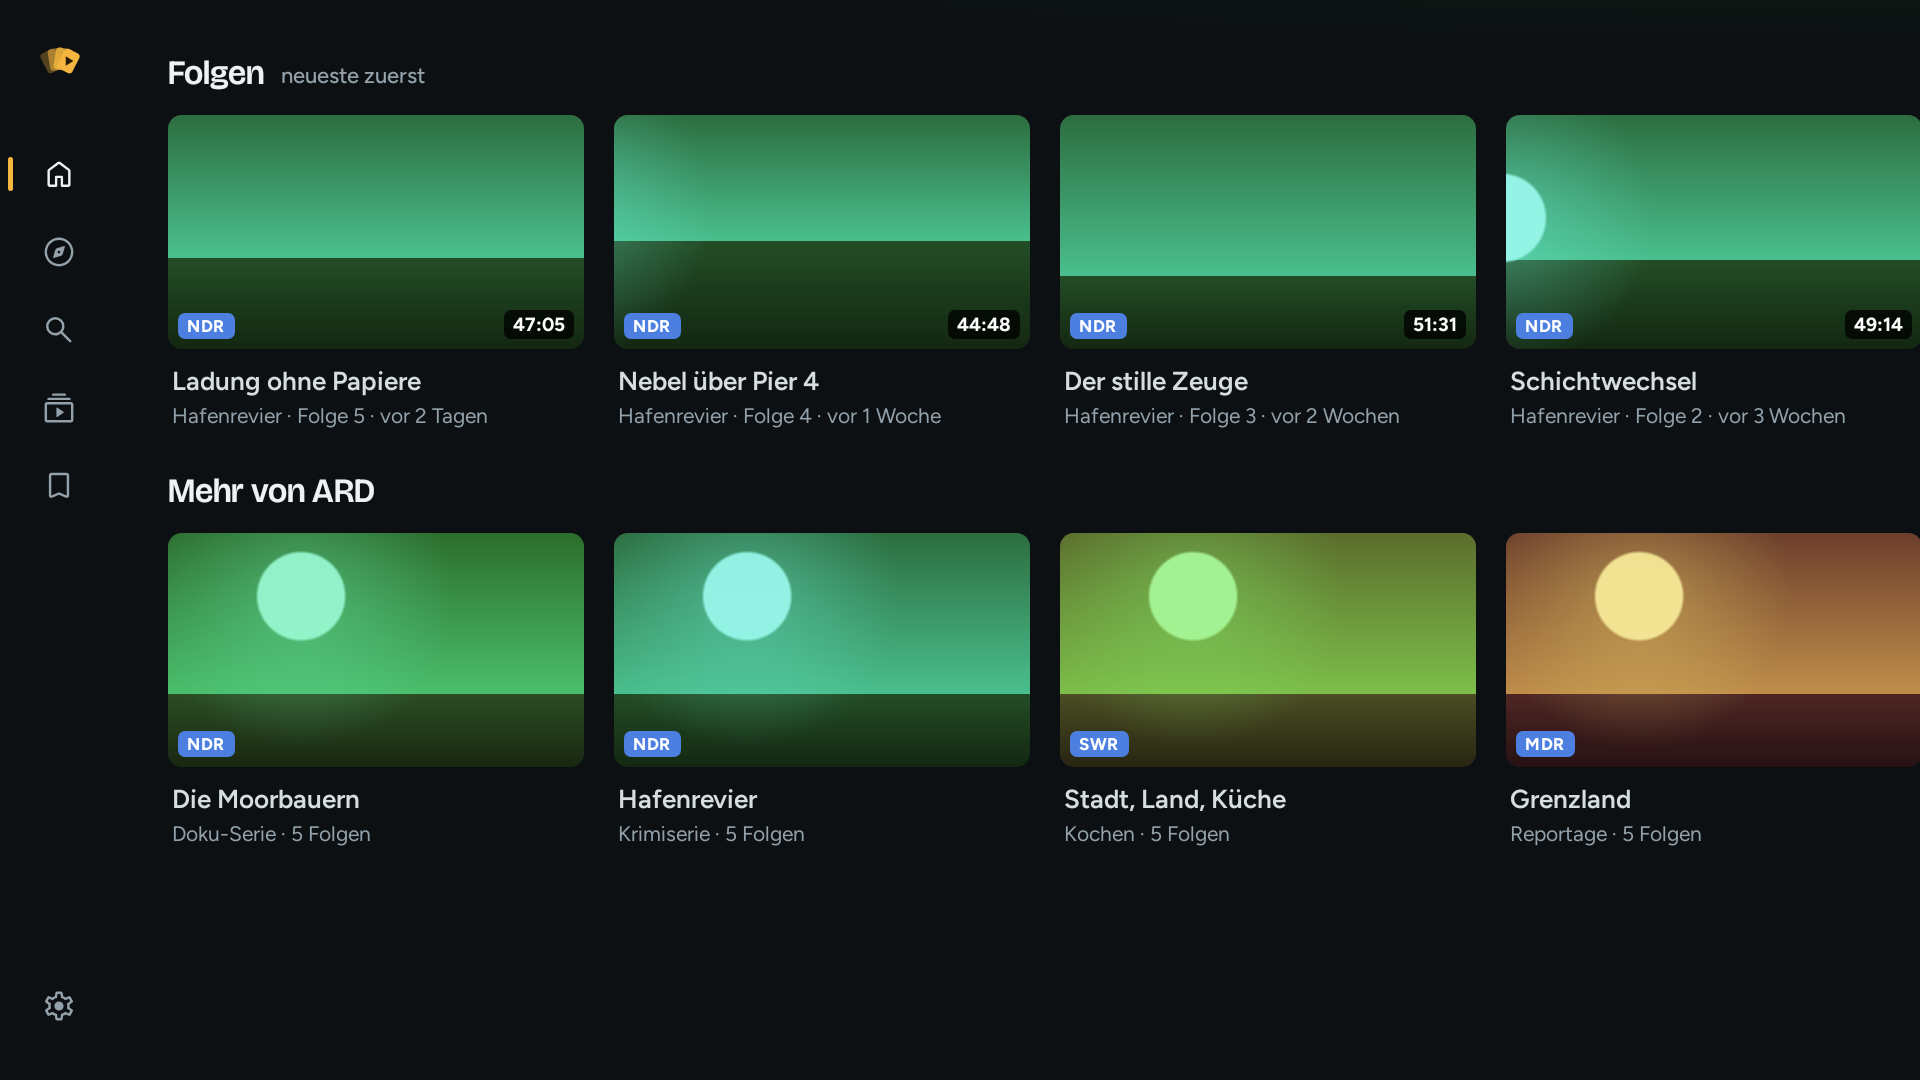 Folgen neueste zuerst
NDR 47:05
NDR 44:48
NDR 51:31
NDR 49:14
Ladung ohne Papiere
Hafenrevier · Folge 5 · vor 2 Tagen
Nebel über Pier 4
Hafenrevier · Folge 4 · vor 1 Woche
Der stille Zeuge
Hafenrevier · Folge 3 · vor 2 Wochen
Schichtwechsel
Hafenrevier · Folge 2 · vor 3 Wochen
Mehr von ARD
NDR
NDR
SWR
MDR
Die Moorbauern
Doku-Serie · 5 Folgen
Hafenrevier
Krimiserie · 5 Folgen
Stadt, Land, Küche
Kochen · 5 Folgen
Grenzland
Reportage · 5 Folgen